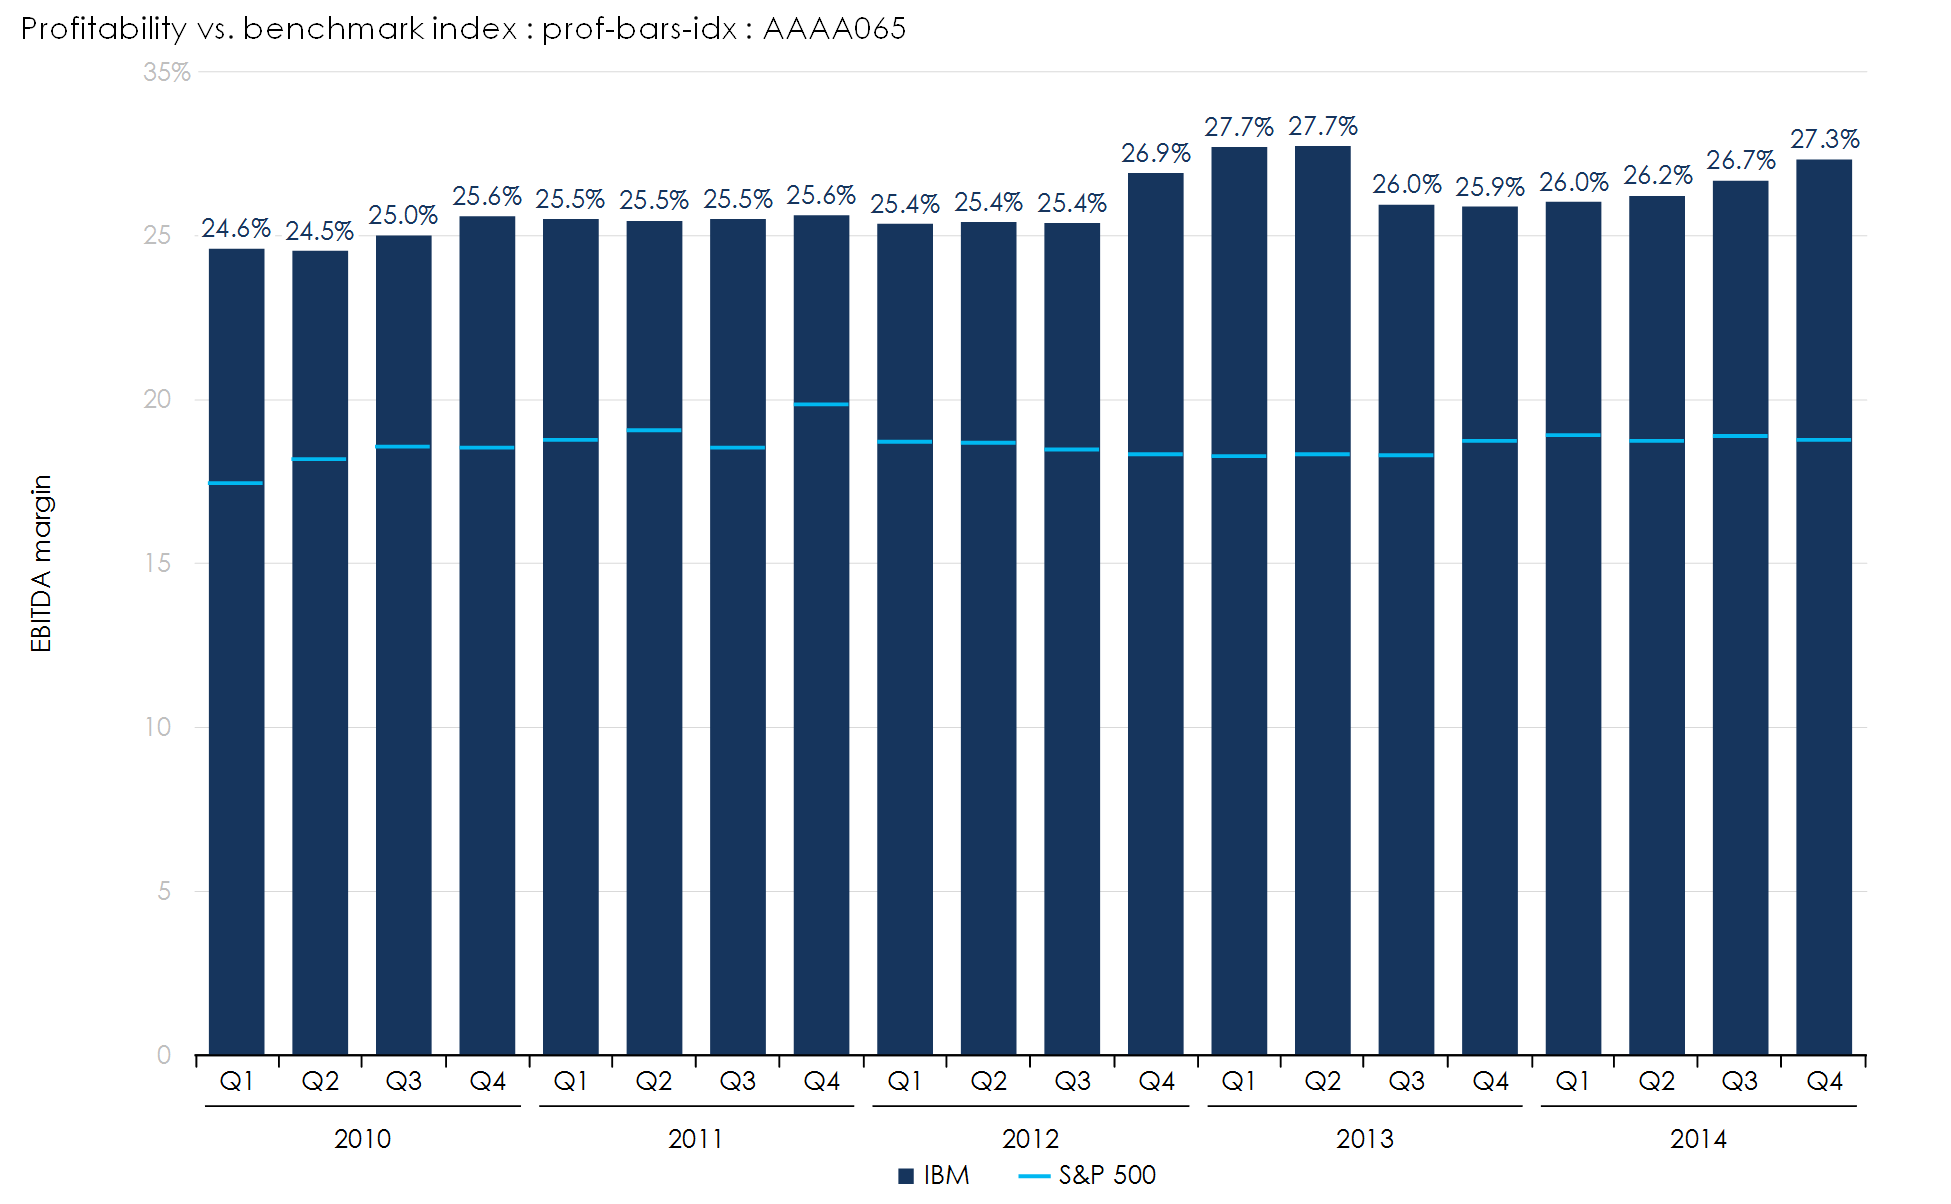 Profitability vs. benchmark index : prof-bars-idx : AAAA065
35%
25
20
15
10
5
0
EBITDA margin
24.6% 24.5% 25.0% 25.6% 25.5% 25.5% 25.5% 25.6% 25.4% 25.4% 25.4% 26.9% 27.7% 27.7% 26.0% 25.9% 26.0% 26.2% 26.7% 27.3%
Q1 Q2 Q3 Q4 Q1 Q2 Q3 Q4 Q1 Q2 Q3 Q4 Q1 Q2 Q3 Q4 Q1 Q2 Q3 Q4
2010 2011 2012 2013 2014
IBM S&P 500